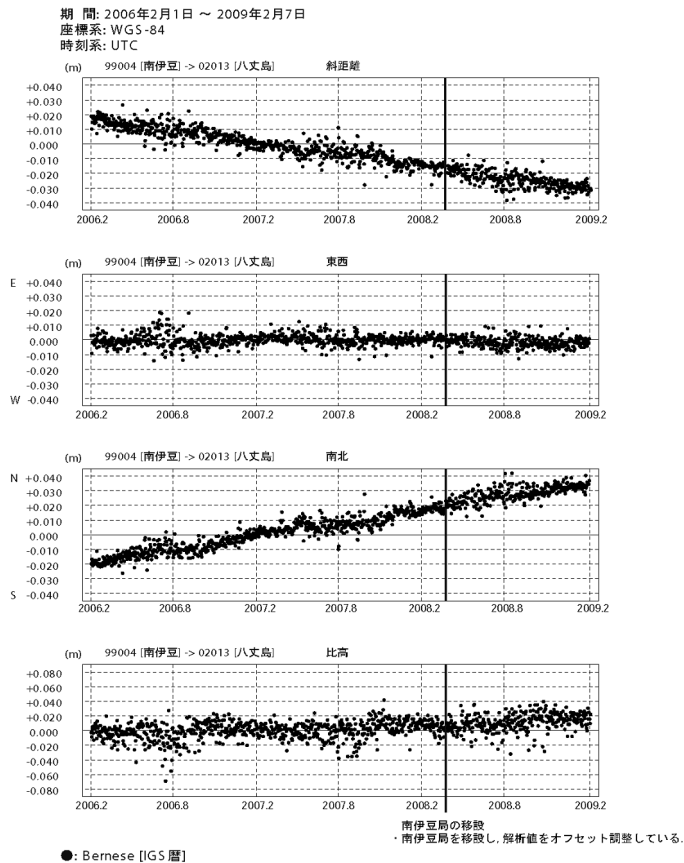 期 間: 2006年2月1日 ～ 2009年2月7日
座標系: WGS-84
時刻系: UTC
(m) 99004 [南伊豆] -> 02013 [八丈島] 斜距離
+0.040
+0.030
+0.020
+0.010
0.000
-0.010
-0.020
-0.030
-0.040
2006.2 2006.8 2007.2 2007.8 2008.2 2008.8 2009.2
(m) 99004 [南伊豆] -> 02013 [八丈島] 東西
E +0.040
+0.030
+0.020
+0.010
0.000
-0.010
-0.020
-0.030
W -0.040
2006.2 2006.8 2007.2 2007.8 2008.2 2008.8 2009.2
(m) 99004 [南伊豆] -> 02013 [八丈島] 南北
N +0.040
+0.030
+0.020
+0.010
0.000
-0.010
-0.020
-0.030
S -0.040
2006.2 2006.8 2007.2 2007.8 2008.2 2008.8 2009.2
(m) 99004 [南伊豆] -> 02013 [八丈島] 比高
+0.080
+0.060
+0.040
+0.020
0.000
-0.020
-0.040
-0.060
-0.080
2006.2 2006.8 2007.2 2007.8 2008.2 2008.8 2009.2
南伊豆局の移設
・南伊豆局を移設し, 解析値をオフセット調整している.
●: Bernese [IGS暦]